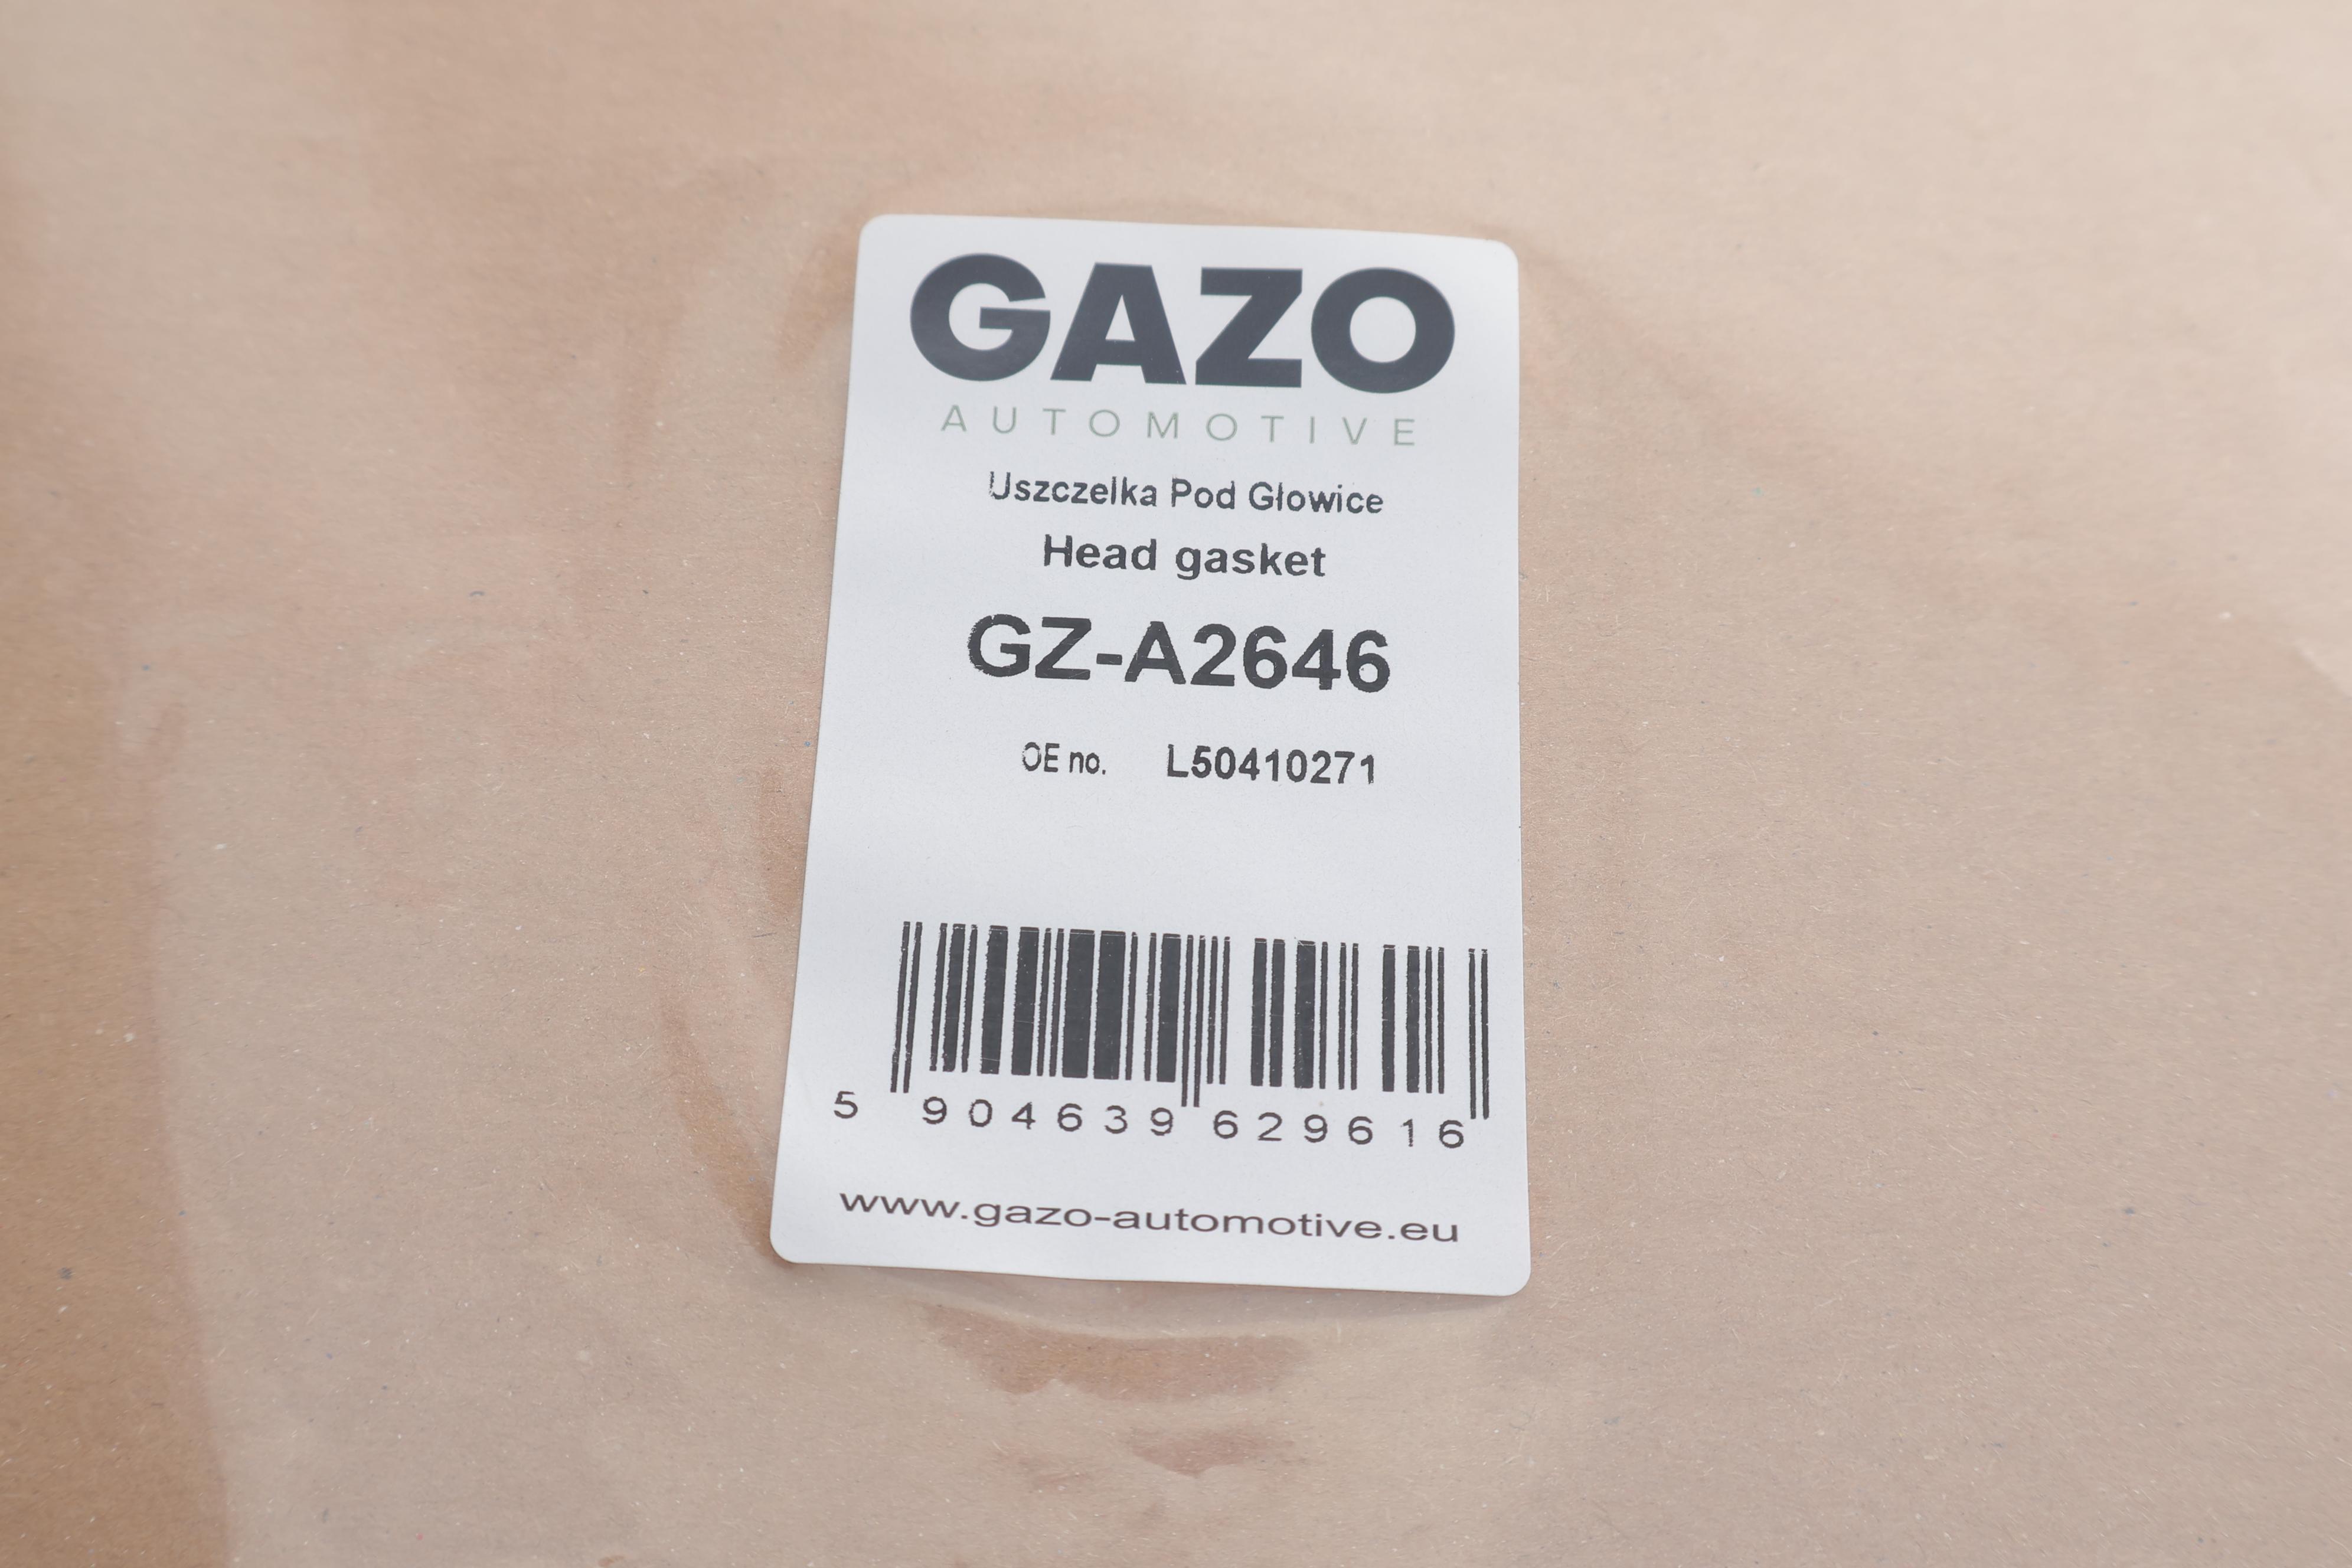 GAZO
AUTOMOTIVE
Uszczelka Pod Głowice
Head gasket
GZ-A2646
OE no. L50410271
5 904639 629616
www.gazo-automotive.eu